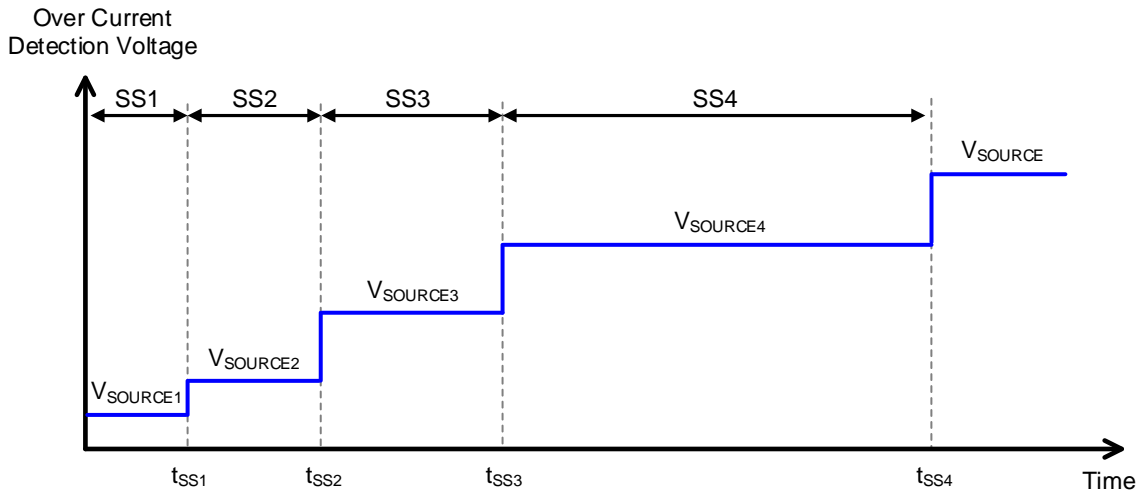 Over Current
Detection Voltage
SS1 SS2 SS3 SS4
VSOURCE
VSOURCE4
VSOURCE3
VSOURCE2
VSOURCE1
tSS1 tSS2 tSS3 tSS4 Time